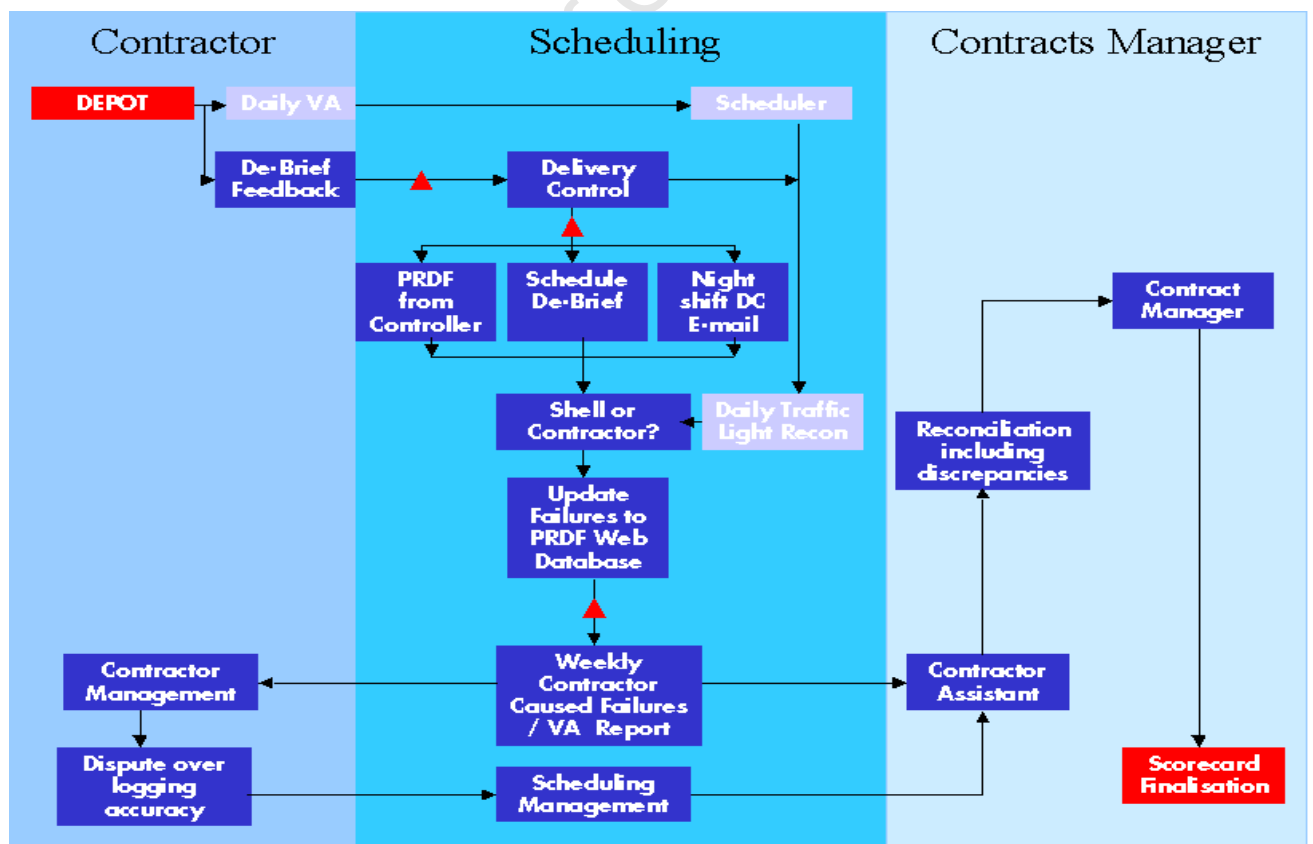 Contractor
Scheduling
Contracts Manager
DEPOT
Daily VA
Scheduler
De-Brief
Feedback
Delivery
Control
PRDF
from
Controller
Schedule
De-Brief
Night
shift DC
E-mail
Contract
Manager
Shell or
Contractor?
Daily Traffic
Light Recon
Reconciliation
including
discrepancies
Update
Failures to
PRDF Web
Database
Contractor
Management
Weekly
Contractor
Caused Failures
/ VA Report
Contractor
Assistant
Dispute over
logging
accuracy
Scheduling
Management
Scorecard
Finalisation